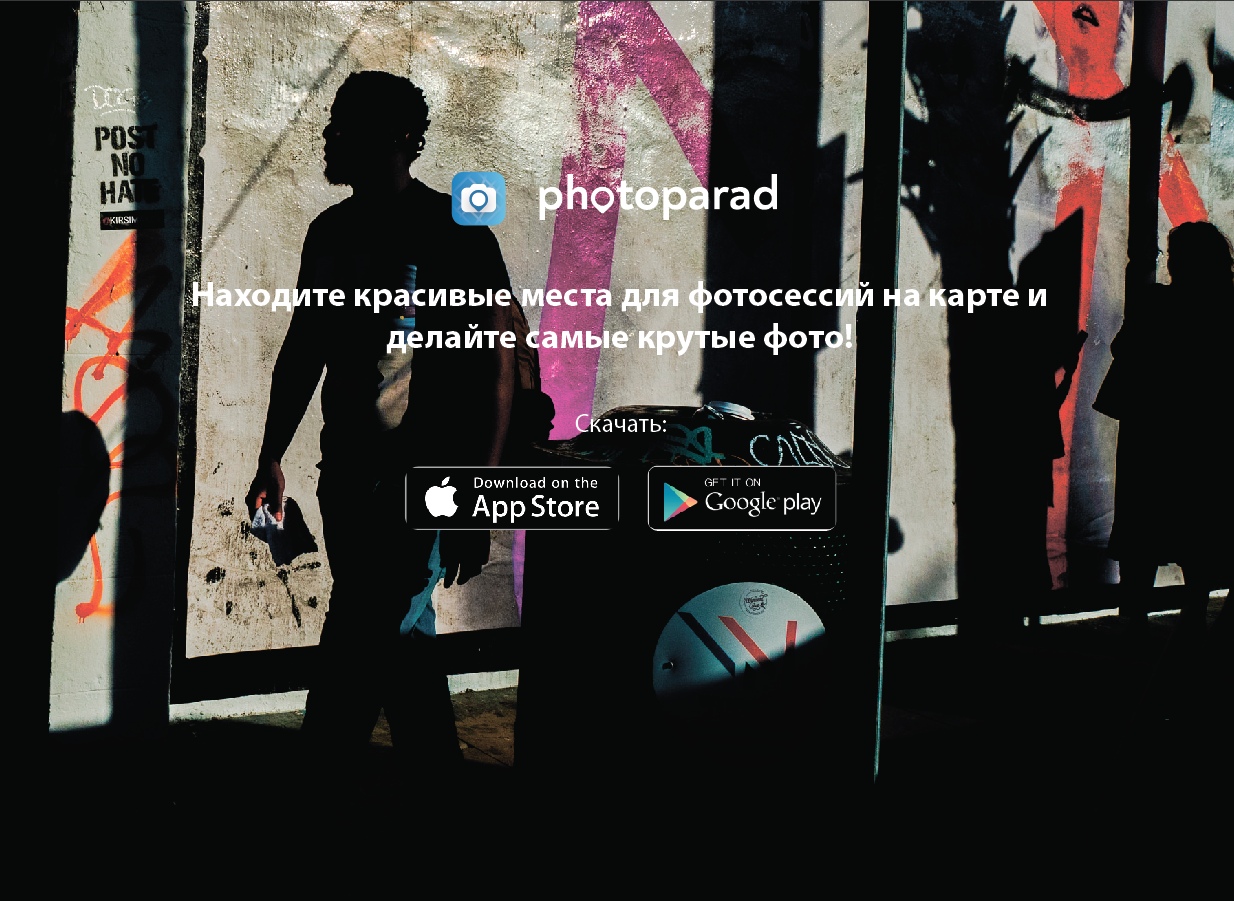 POST
NO
HATE
photoparad
Находите красивые места для фотосессий на карте и
делайте самые крутые фото!
Скачать:
Download on the
App Store
GET IT ON
Google play